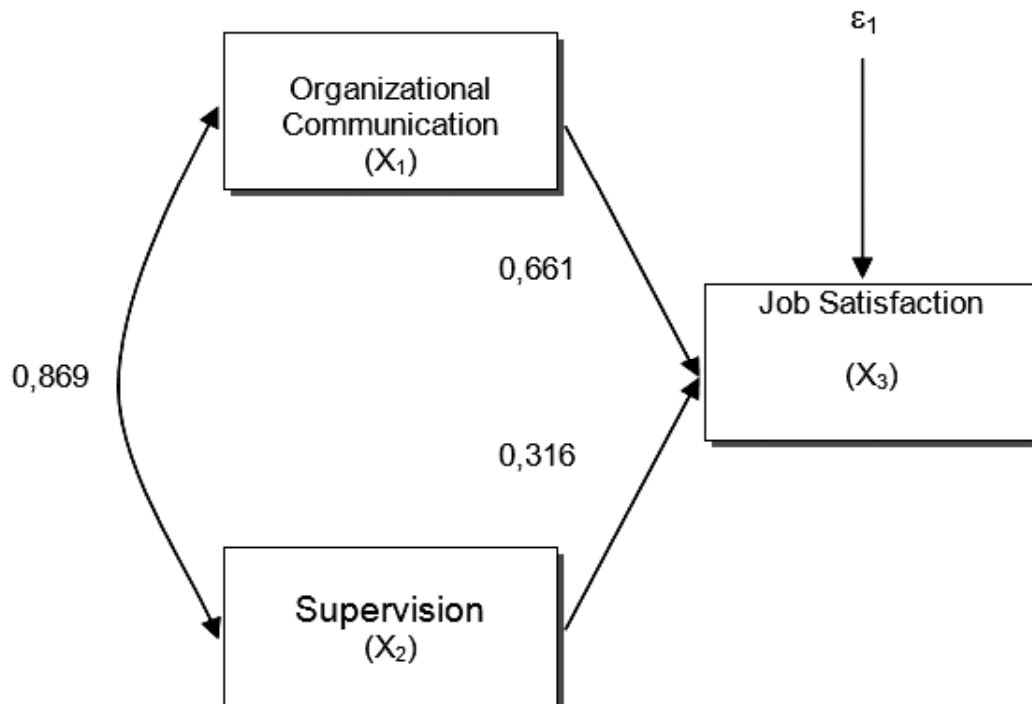 ε₁
Organizational
Communication
(X₁)
0,661
Job Satisfaction
(X₃)
0,869
0,316
Supervision
(X₂)